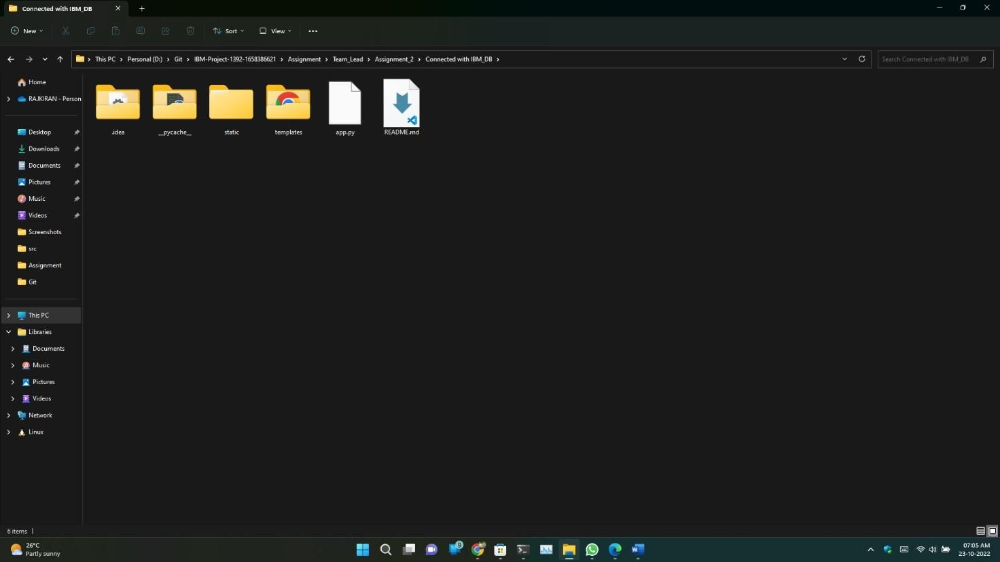 Connected with IBM_DB
New
Sort
View
This PC > Personal (D:) > Git > IBM-Project-1392-1658386621 > Assignment > Team_Lead > Assignment_2 > Connected with IBM_DB >
Search Connected with IBM_DB
Home
RAJKIRAN - Person
Desktop
Downloads
Documents
Pictures
Music
Videos
Screenshots
src
Assignment
Git
This PC
Libraries
Documents
Music
Pictures
Videos
Network
Linux
.idea
__pycache__
static
templates
app.py
README.md
6 items
26°C
Partly sunny
9
07:05 AM
23-10-2022